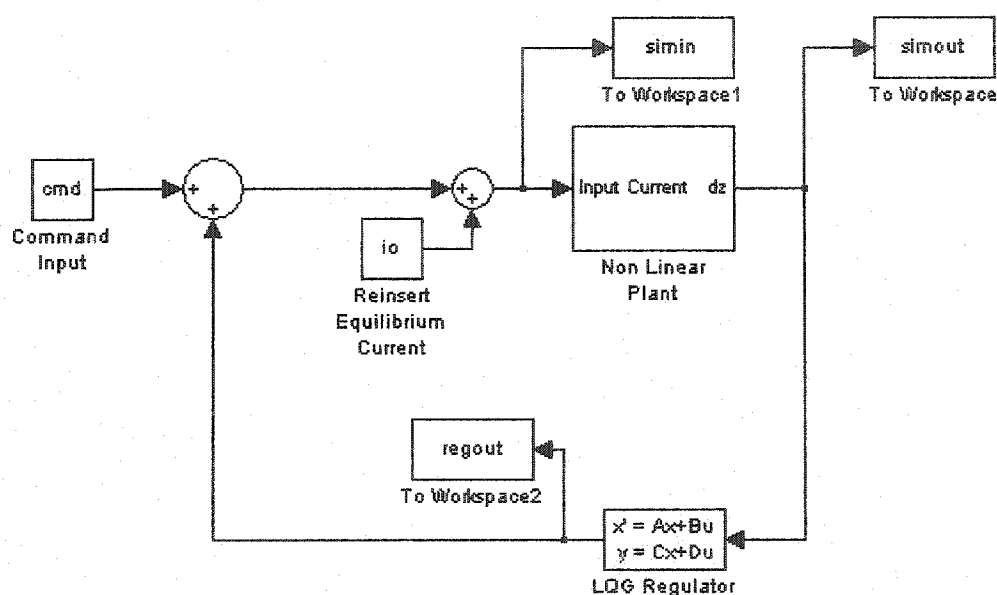 simin
To Workspace1
simout
To Workspace
cmd
Command
Input
+
+
+
+
io
Reinsert
Equilibrium
Current
Input Current dz
Non Linear
Plant
regout
To Workspace2
x' = Ax+Bu
y = Cx+Du
LQG Regulator